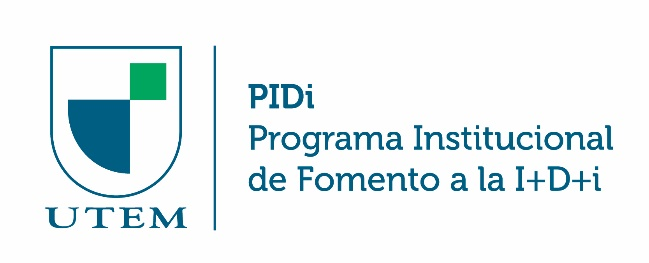 UTEM
PIDi
Programa Institucional
de Fomento a la I+D+i